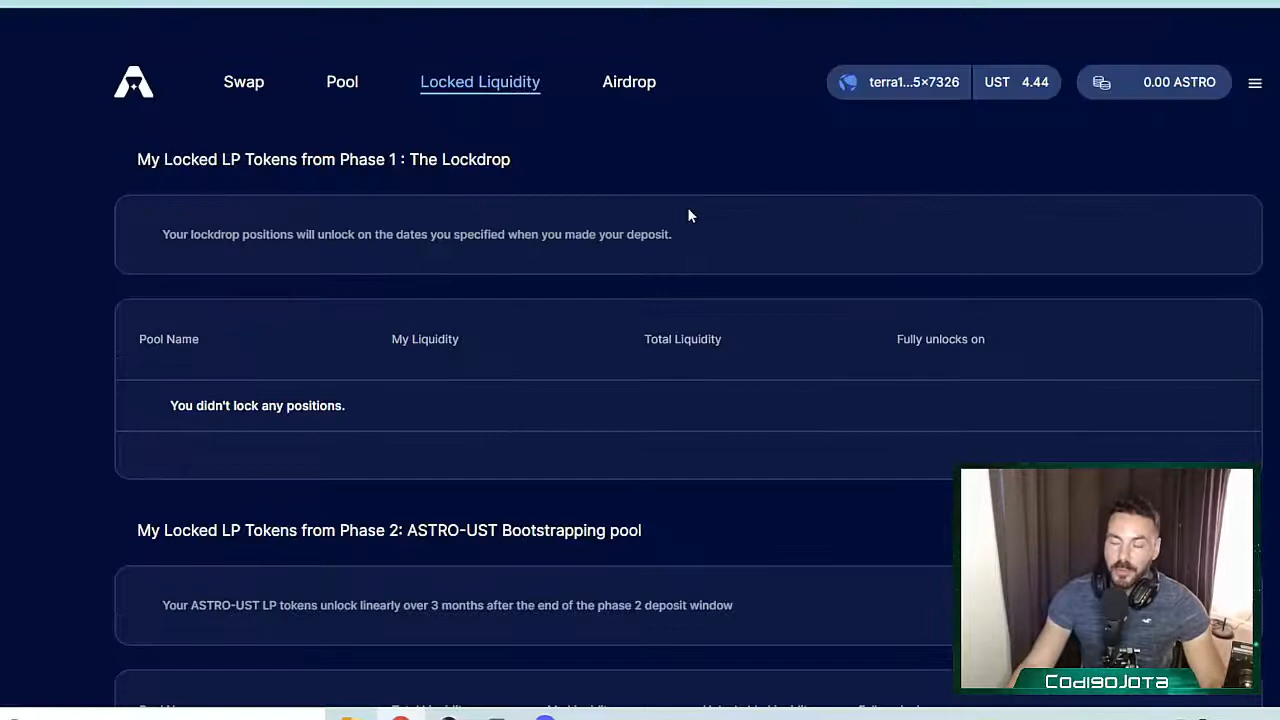 Swap Pool Locked Liquidity Airdrop terra1...5x7326 UST 4.44 0.00 ASTRO
My Locked LP Tokens from Phase 1 : The Lockdrop
Your lockdrop positions will unlock on the dates you specified when you made your deposit.
Pool Name My Liquidity Total Liquidity Fully unlocks on
You didn't lock any positions.
My Locked LP Tokens from Phase 2: ASTRO-UST Bootstrapping pool
Your ASTRO-UST LP tokens unlock linearly over 3 months after the end of the phase 2 deposit window
CodigoJota